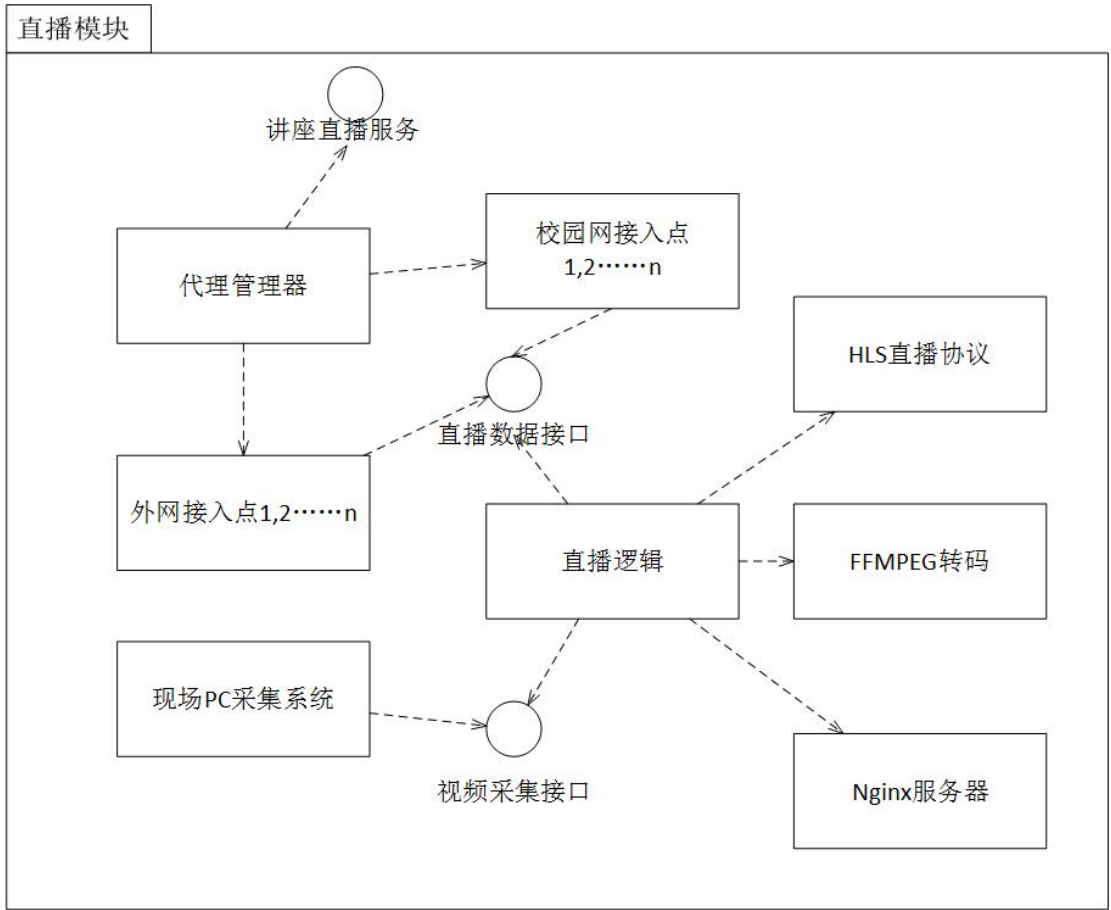 直播模块
讲座直播服务
校园网接入点
1,2……n
代理管理器
HLS直播协议
直播数据接口
外网接入点1,2……n
直播逻辑
FFMPEG转码
现场PC采集系统
视频采集接口
Nginx服务器